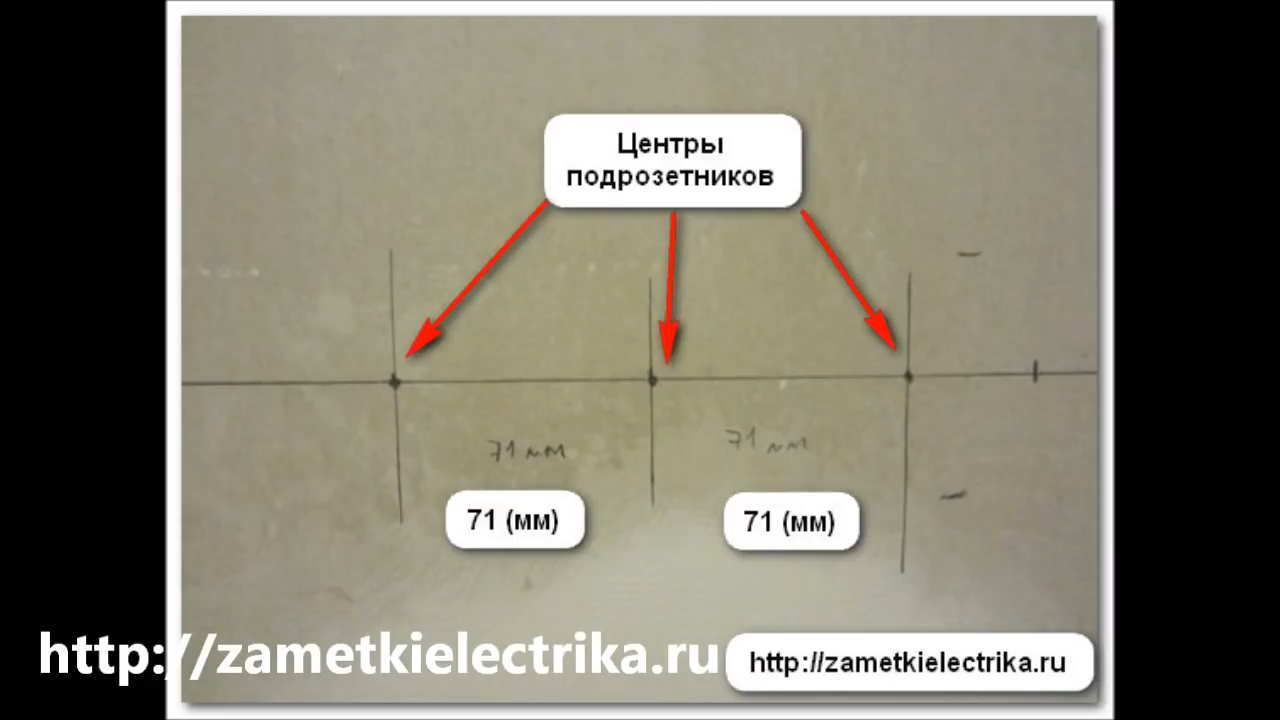 Центры
подрозетников
71 мм
71 мм
71 (мм)
71 (мм)
http://zametkielectrika.ru
http://zametkielectrika.ru